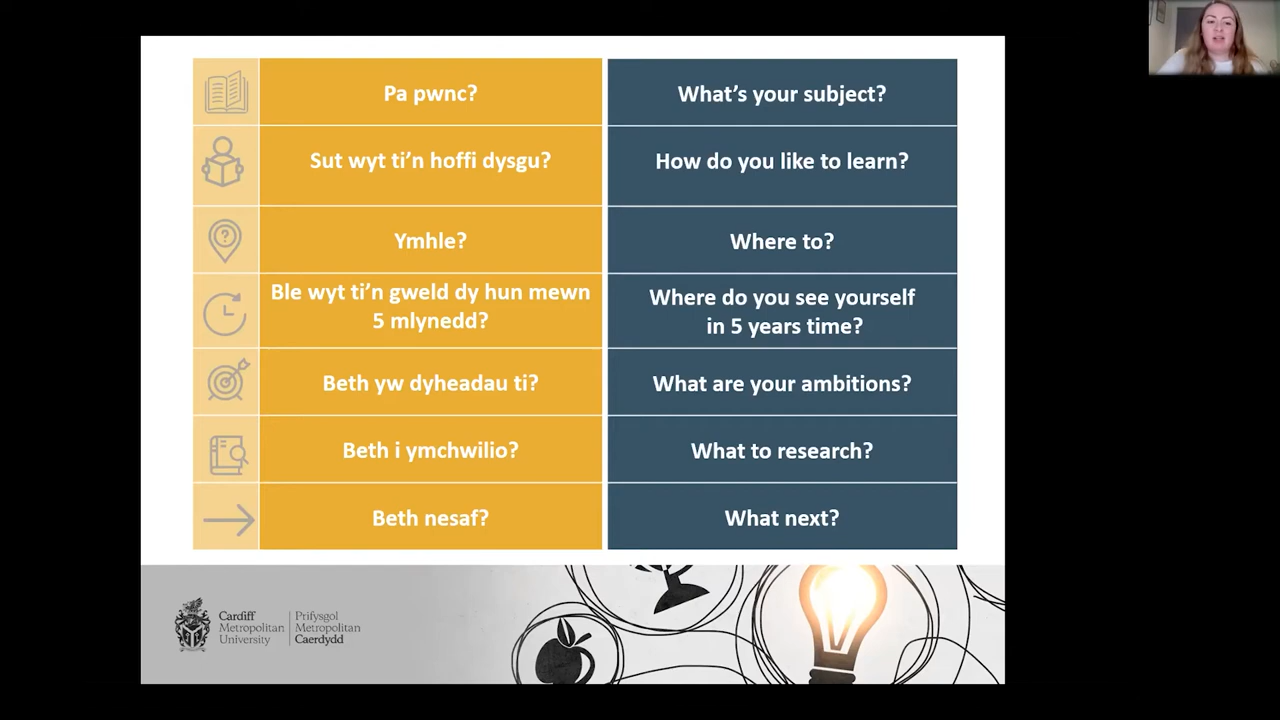 Pa pwnc?
What's your subject?
Sut wyt ti'n hoffi dysgu?
How do you like to learn?
?
Ymhle?
Where to?
Ble wyt ti'n gweld dy hun mewn
5 mlynedd?
Where do you see yourself
in 5 years time?
Beth yw dyheadau ti?
What are your ambitions?
Beth i ymchwilio?
What to research?
Beth nesaf?
What next?
Cardiff
Metropolitan
University
Prifysgol
Metropolitan
Caerdydd